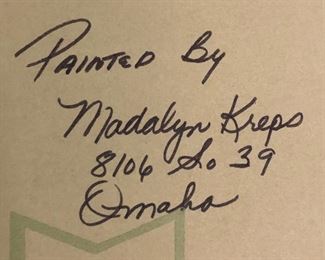 Painted By
Madalyn Kreps
8106 So 39
Omaha